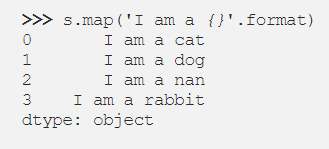 >>> s.map('I am a {}'.format)
0       I am a cat
1       I am a dog
2       I am a nan
3    I am a rabbit
dtype: object